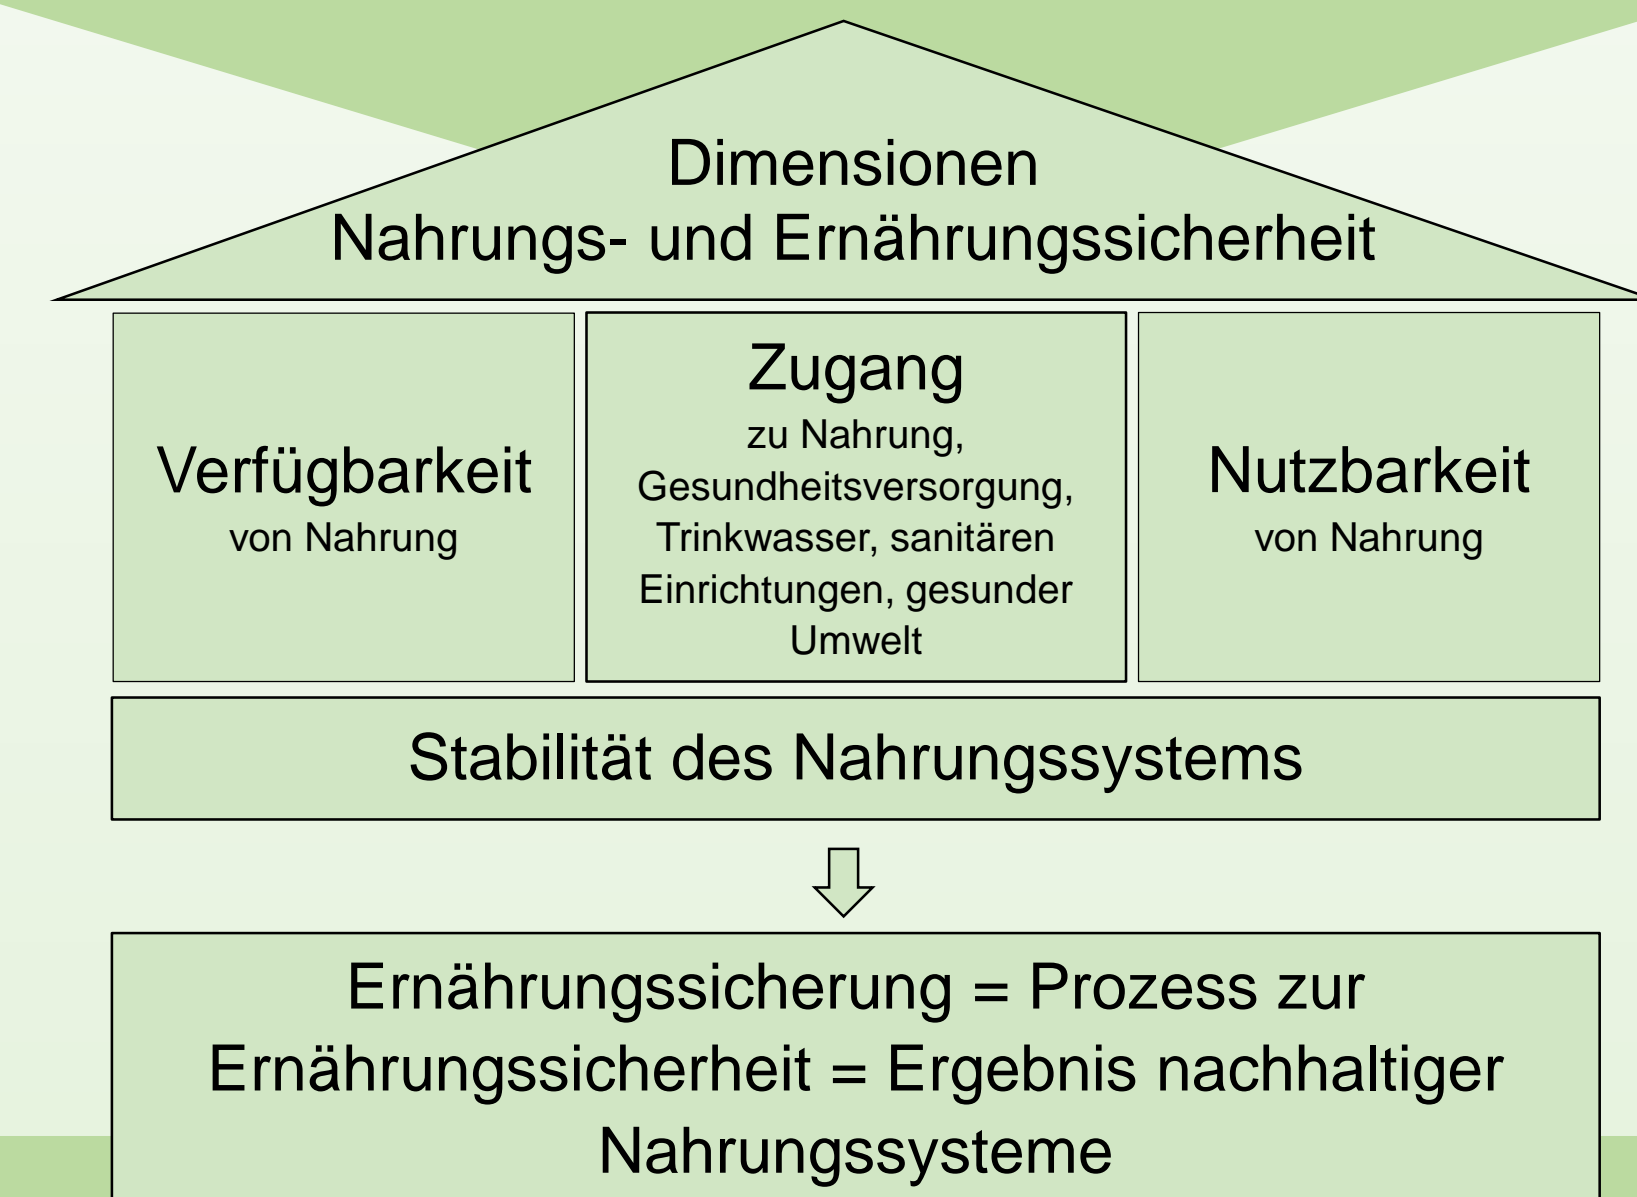 Dimensionen
Nahrungs- und Ernährungssicherheit
Verfügbarkeit
von Nahrung
Zugang
zu Nahrung,
Gesundheitsversorgung,
Trinkwasser, sanitären
Einrichtungen, gesunder
Umwelt
Nutzbarkeit
von Nahrung
Stabilität des Nahrungssystems
Ernährungssicherung = Prozess zur
Ernährungssicherheit = Ergebnis nachhaltiger
Nahrungssysteme